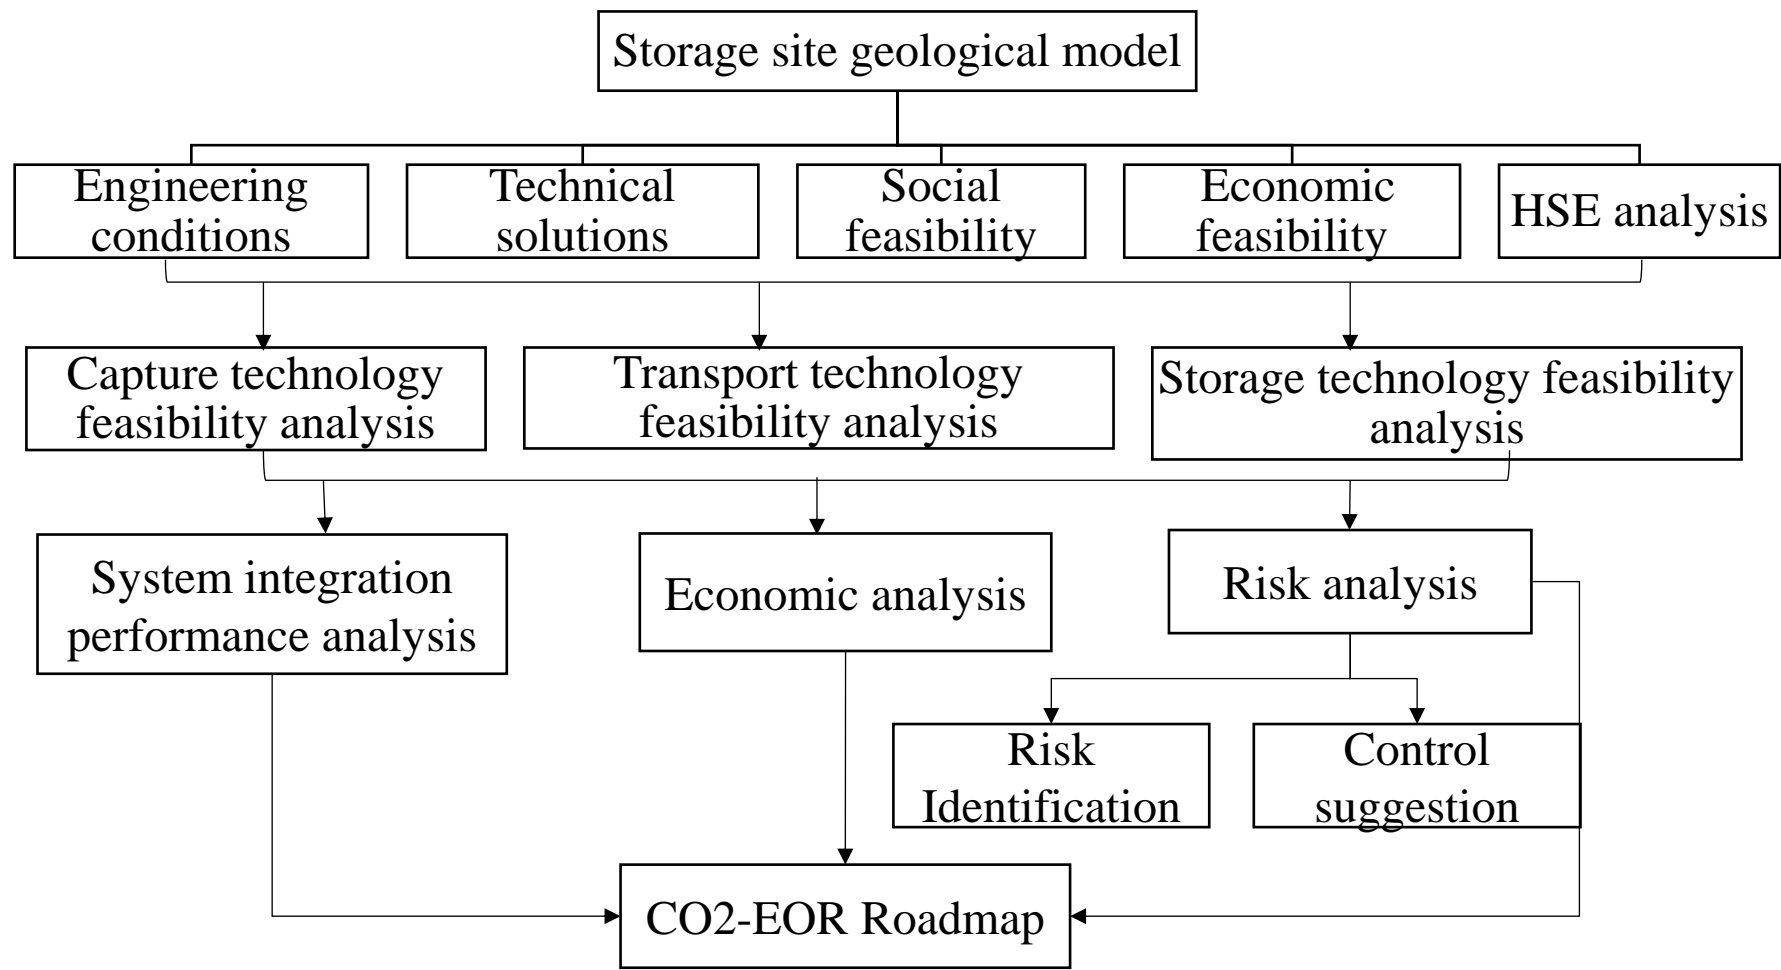 Storage site geological model
Engineering
conditions
Technical
solutions
Social
feasibility
Economic
feasibility
HSE analysis
Capture technology
feasibility analysis
Transport technology
feasibility analysis
Storage technology feasibility
analysis
System integration
performance analysis
Economic analysis
Risk analysis
Risk
Identification
Control
suggestion
CO2-EOR Roadmap